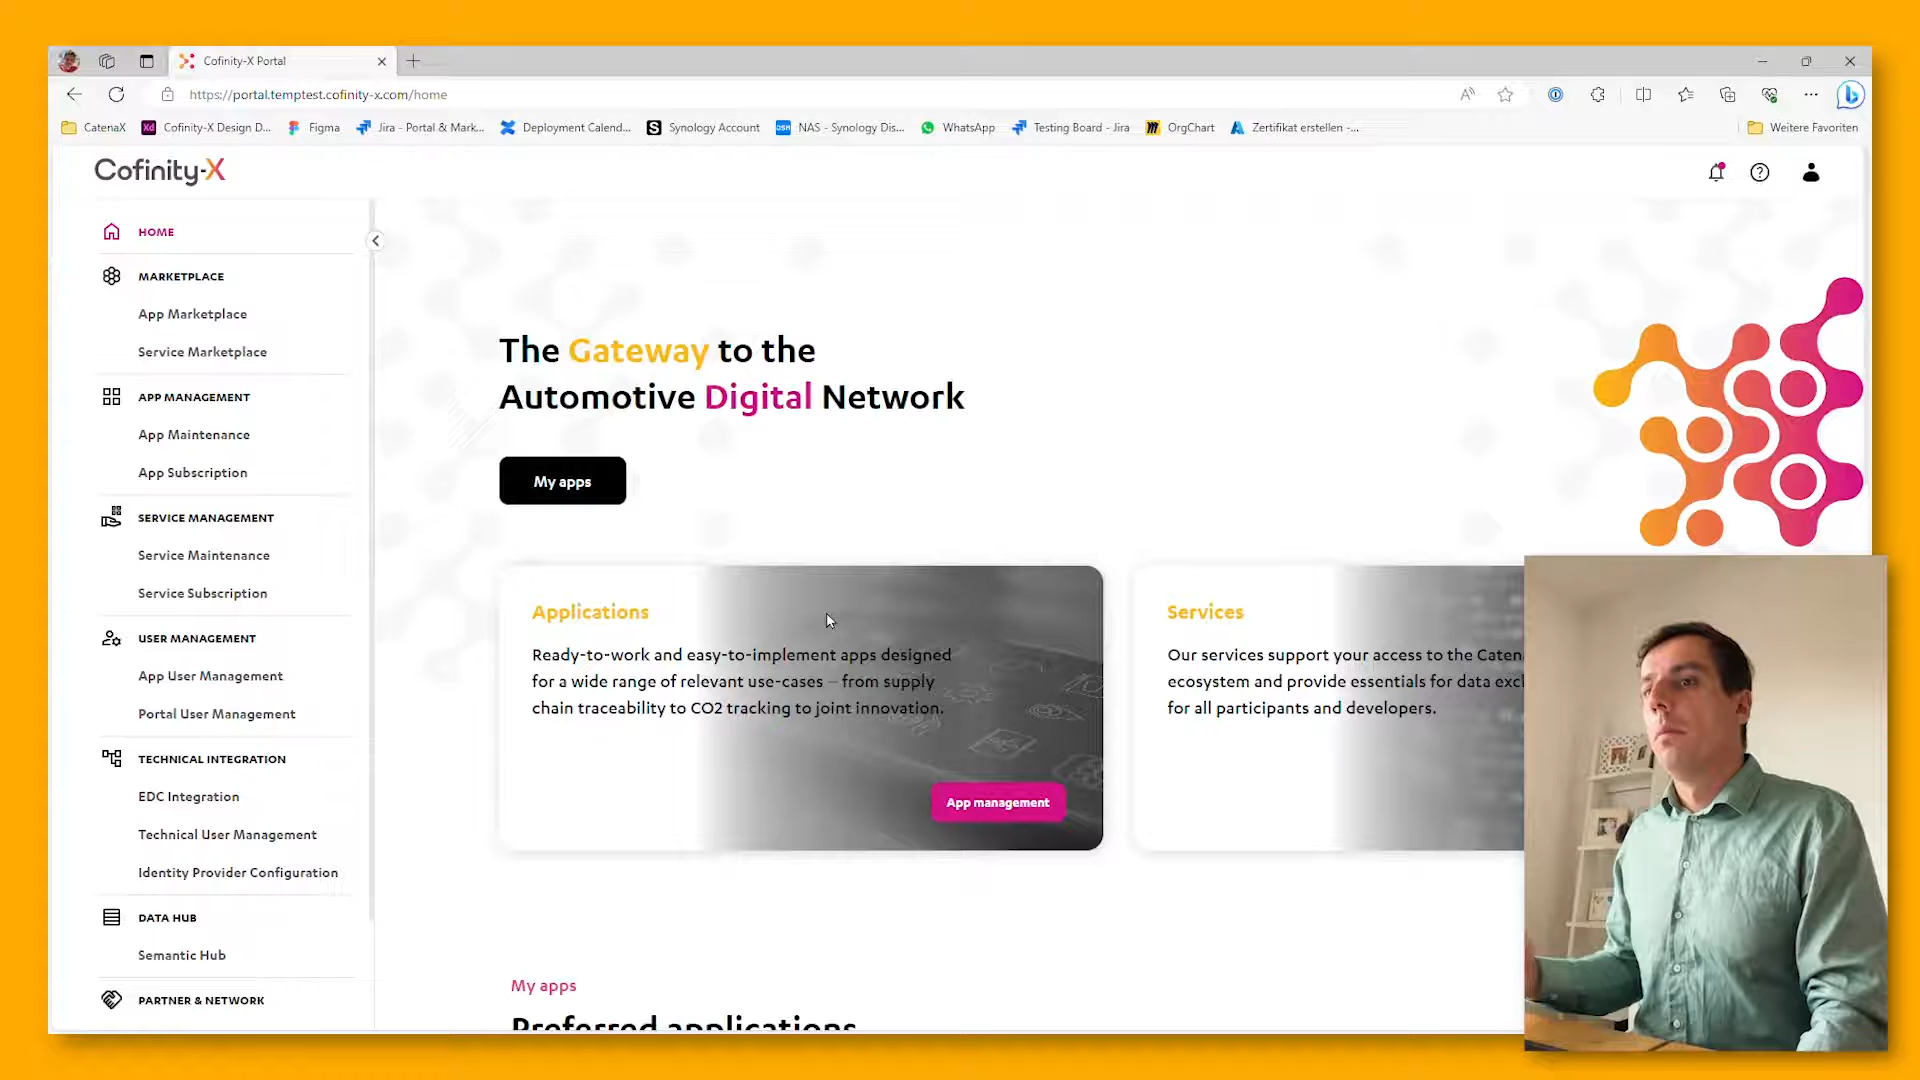 Cofinity-X Portal
https://portal.temptest.cofinity-x.com/home
CatenaX
Cofinity-X Design D...
Figma
Jira - Portal & Mark...
Deployment Calend...
Synology Account
NAS - Synology Dis...
WhatsApp
Testing Board - Jira
OrgChart
Zertifikat erstellen -...
Weitere Favoriten
Cofinity-X
HOME
MARKETPLACE
App Marketplace
Service Marketplace
APP MANAGEMENT
App Maintenance
App Subscription
SERVICE MANAGEMENT
Service Maintenance
Service Subscription
USER MANAGEMENT
App User Management
Portal User Management
TECHNICAL INTEGRATION
EDC Integration
Technical User Management
Identity Provider Configuration
DATA HUB
Semantic Hub
PARTNER & NETWORK
The Gateway to the
Automotive Digital Network
My apps
Applications
Ready-to-work and easy-to-implement apps designed
for a wide range of relevant use-cases – from supply
chain traceability to CO2 tracking to joint innovation.
App management
Services
Our services support your access to the Caten
ecosystem and provide essentials for data exc
for all participants and developers.
My apps
Preferred applications